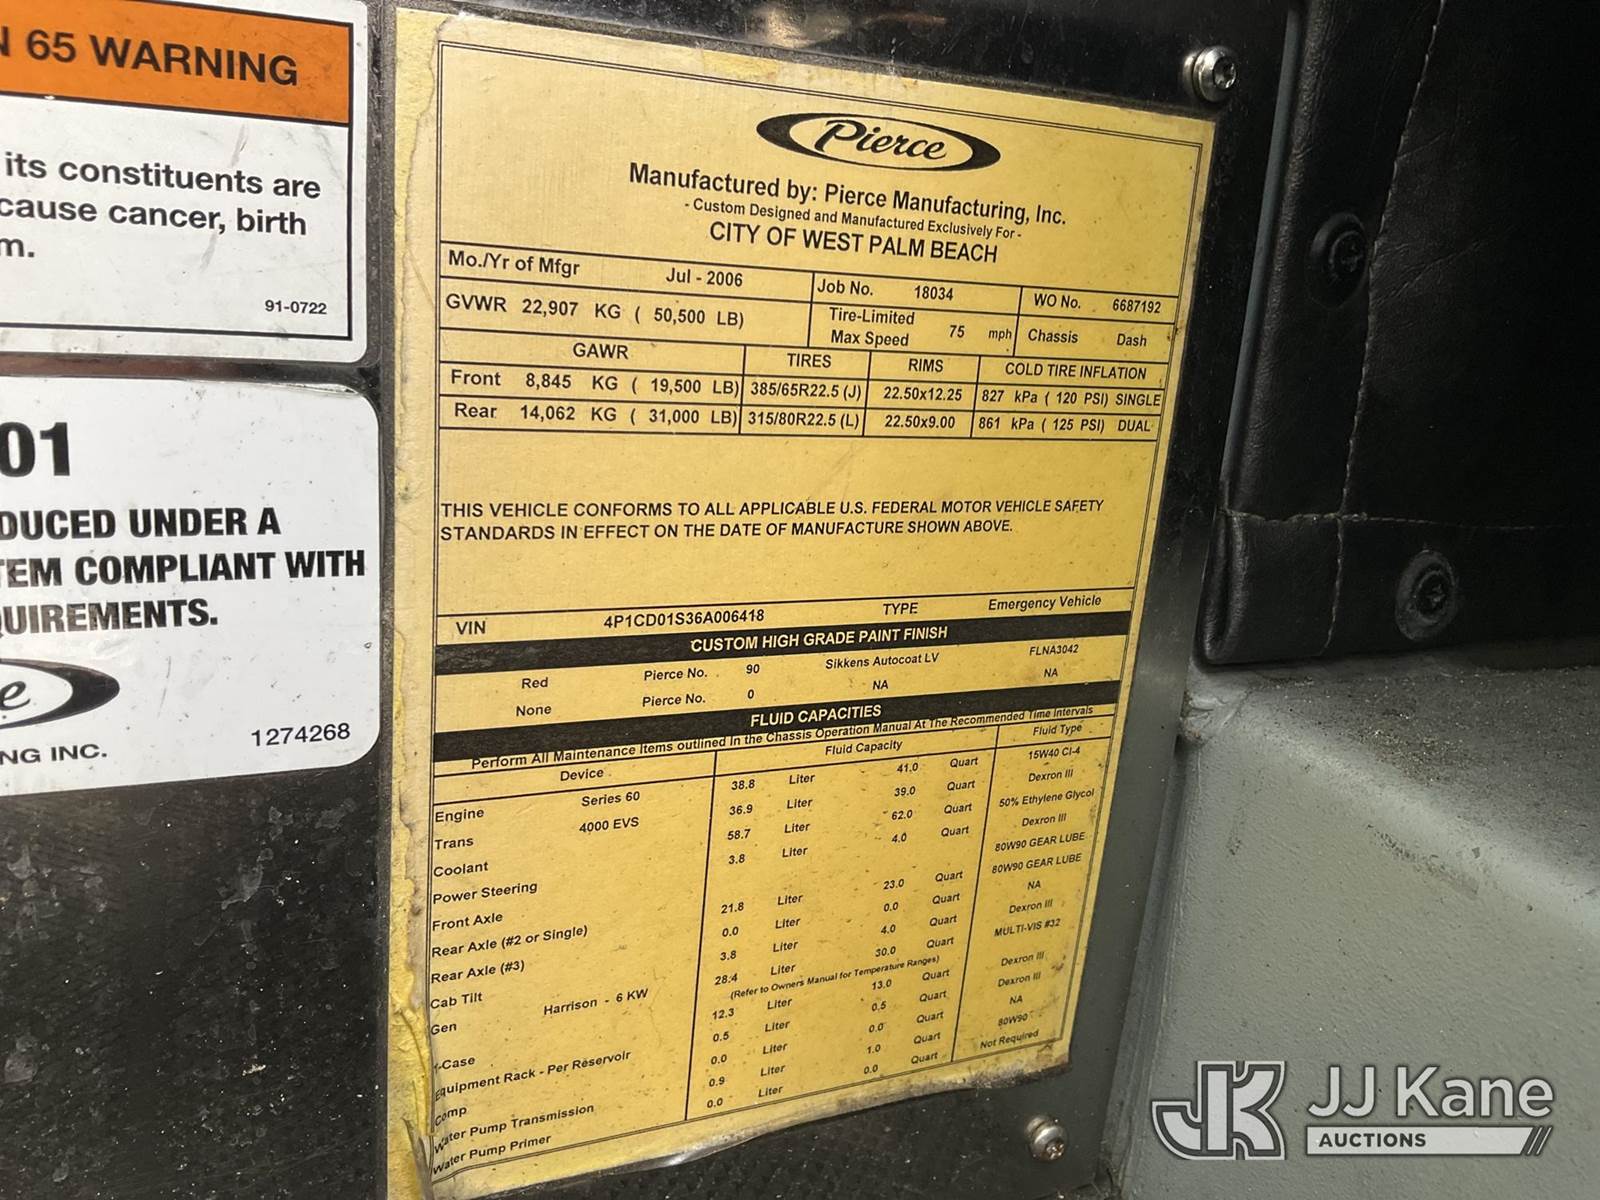 N 65 WARNING
its constituents are
cause cancer, birth
m.
91-0722
01
DUCED UNDER A
TEM COMPLIANT WITH
QUIREMENTS.
e
NG INC.
1274268
Pierce
Manufactured by: Pierce Manufacturing, Inc.
- Custom Designed and Manufactured Exclusively For -
CITY OF WEST PALM BEACH
Mo./Yr of Mfgr Jul - 2006 Job No. 18034 WO No. 6687192
GVWR 22,907 KG ( 50,500 LB) Tire-Limited Max Speed 75 mph Chassis Dash
GAWR TIRES RIMS COLD TIRE INFLATION
Front 8,845 KG ( 19,500 LB) 385/65R22.5 (J) 22.50x12.25 827 kPa ( 120 PSI) SINGLE
Rear 14,062 KG ( 31,000 LB) 315/80R22.5 (L) 22.50x9.00 861 kPa ( 125 PSI) DUAL
THIS VEHICLE CONFORMS TO ALL APPLICABLE U.S. FEDERAL MOTOR VEHICLE SAFETY
STANDARDS IN EFFECT ON THE DATE OF MANUFACTURE SHOWN ABOVE.
VIN 4P1CD01S36A006418 TYPE Emergency Vehicle
CUSTOM HIGH GRADE PAINT FINISH
Red Pierce No. 90 Sikkens Autocoat LV FLNA3042
None Pierce No. 0 NA NA
FLUID CAPACITIES
Perform All Maintenance Items outlined In the Chassis Operation Manual At The Recommended Time Intervals
Device Fluid Capacity Fluid Type
Engine Series 60 38.8 Liter 41.0 Quart 15W40 CI-4
Trans 4000 EVS 36.9 Liter 39.0 Quart Dexron III
Coolant 58.7 Liter 62.0 Quart 50% Ethylene Glycol
Power Steering 3.8 Liter 4.0 Quart Dexron III
Front Axle 80W90 GEAR LUBE
Rear Axle (#2 or Single) 21.8 Liter 23.0 Quart 80W90 GEAR LUBE
Rear Axle (#3) 0.0 Liter 0.0 Quart NA
Cab Tilt 3.8 Liter 4.0 Quart Dexron III
Gen Harrison - 6 KW 28.4 Liter 30.0 Quart MULTI-VIS #32
(Refer to Owners Manual for Temperature Ranges)
T-Case 12.3 Liter 13.0 Quart Dexron III
Equipment Rack - Per Reservoir 0.5 Liter 0.5 Quart Dexron III
Comp 0.0 Liter 0.0 Quart NA
Water Pump Transmission 0.9 Liter 1.0 Quart 80W90
Water Pump Primer 0.0 Liter 0.0 Quart Not Required
JK JJ Kane
AUCTIONS